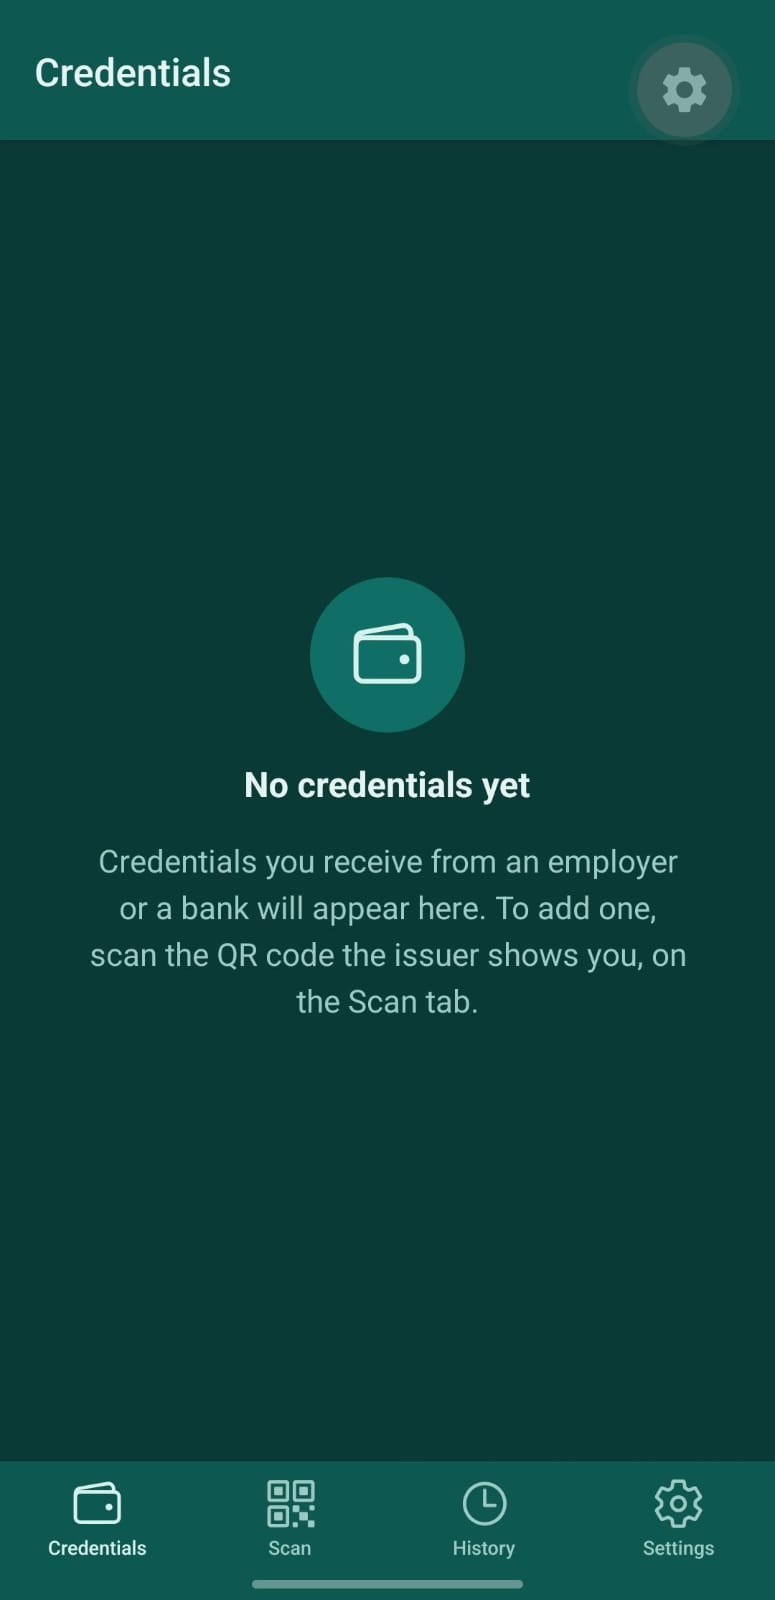 Credentials
No credentials yet
Credentials you receive from an employer
or a bank will appear here. To add one,
scan the QR code the issuer shows you, on
the Scan tab.
Credentials
Scan
History
Settings